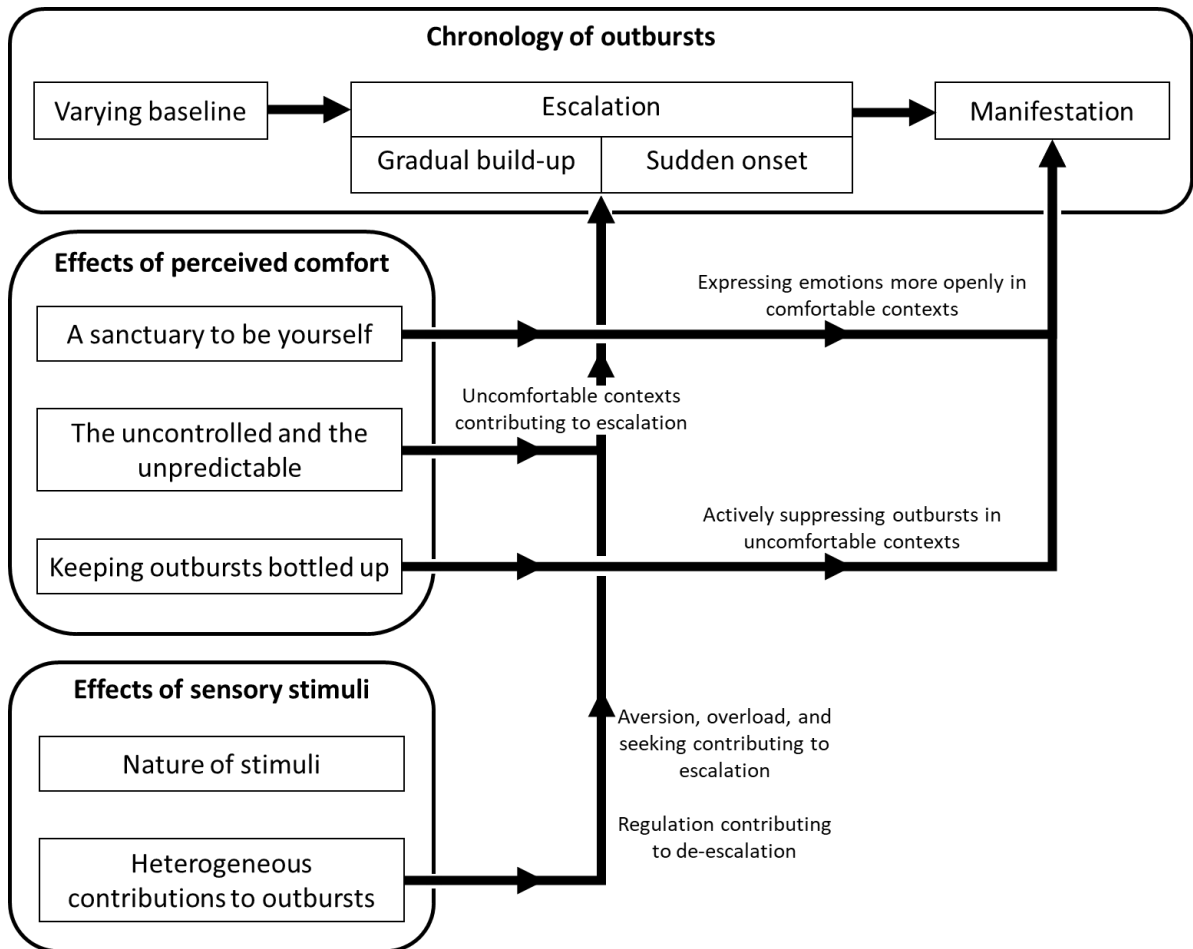 Chronology of outbursts
Varying baseline
Escalation
Gradual build-up
Sudden onset
Manifestation
Effects of perceived comfort
A sanctuary to be yourself
Expressing emotions more openly in
comfortable contexts
The uncontrolled and the
unpredictable
Uncomfortable contexts
contributing to escalation
Keeping outbursts bottled up
Actively suppressing outbursts in
uncomfortable contexts
Effects of sensory stimuli
Nature of stimuli
Aversion, overload, and
seeking contributing to
escalation
Heterogeneous
contributions to outbursts
Regulation contributing
to de-escalation